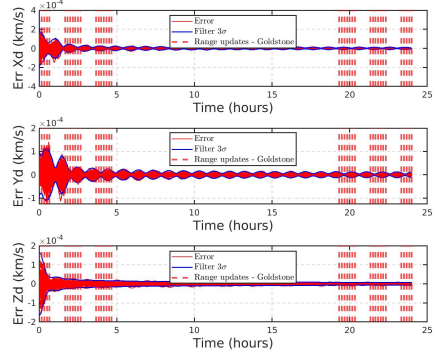 ×10⁻⁴
Err Xd (km/s)
4
2
0
-2
-4
Error
Filter 3σ
Range updates - Goldstone
0 5 10 15 20 25
Time (hours)
×10⁻⁴
Err Yd (km/s)
2
1
0
-1
Error
Filter 3σ
Range updates - Goldstone
0 5 10 15 20 25
Time (hours)
×10⁻⁴
Err Zd (km/s)
2
1
0
-1
-2
Error
Filter 3σ
Range updates - Goldstone
0 5 10 15 20 25
Time (hours)